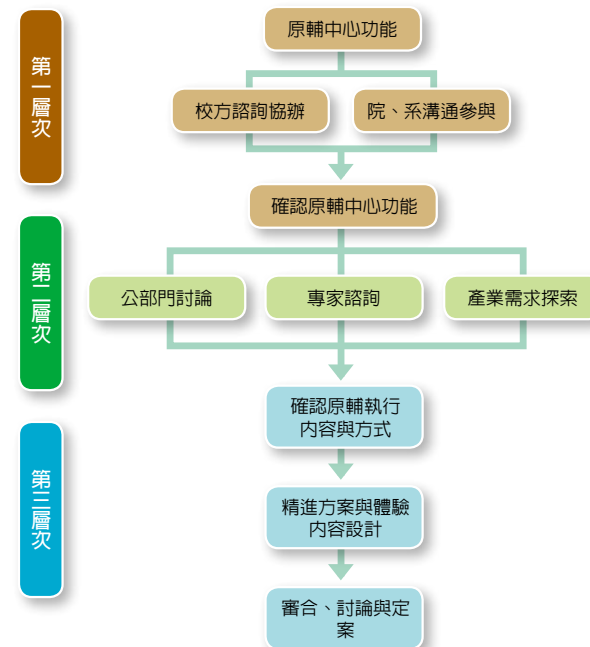 第一層次
原輔中心功能
校方諮詢協辦
院、系溝通參與
確認原輔中心功能
第二層次
公部門討論
專家諮詢
產業需求探索
第三層次
確認原輔執行
內容與方式
精進方案與體驗
內容設計
審合、討論與定
案